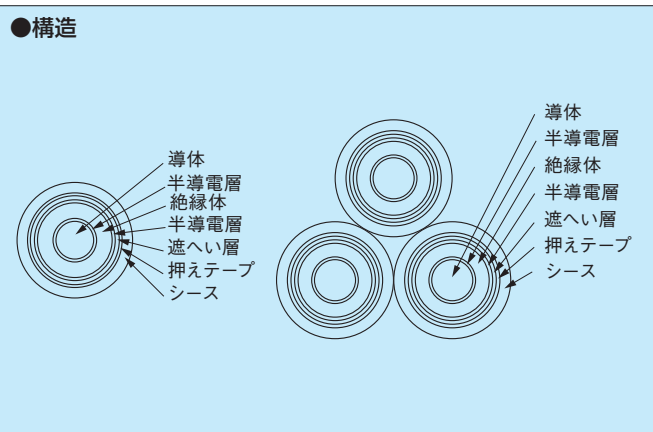 ●構造
導体
半導電層
絶縁体
半導電層
遮へい層
押えテープ
シース
導体
半導電層
絶縁体
半導電層
遮へい層
押えテープ
シース